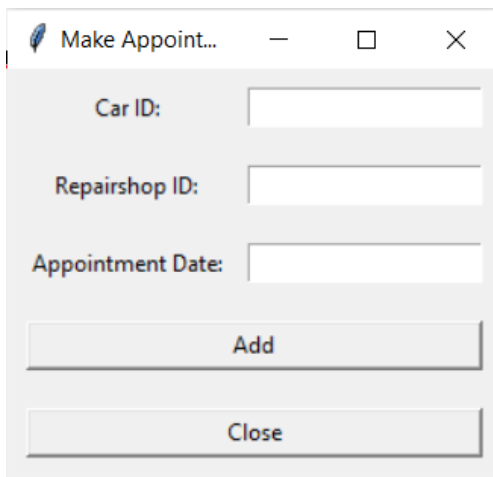 Make Appoint...
Car ID:
Repairshop ID:
Appointment Date:
Add
Close